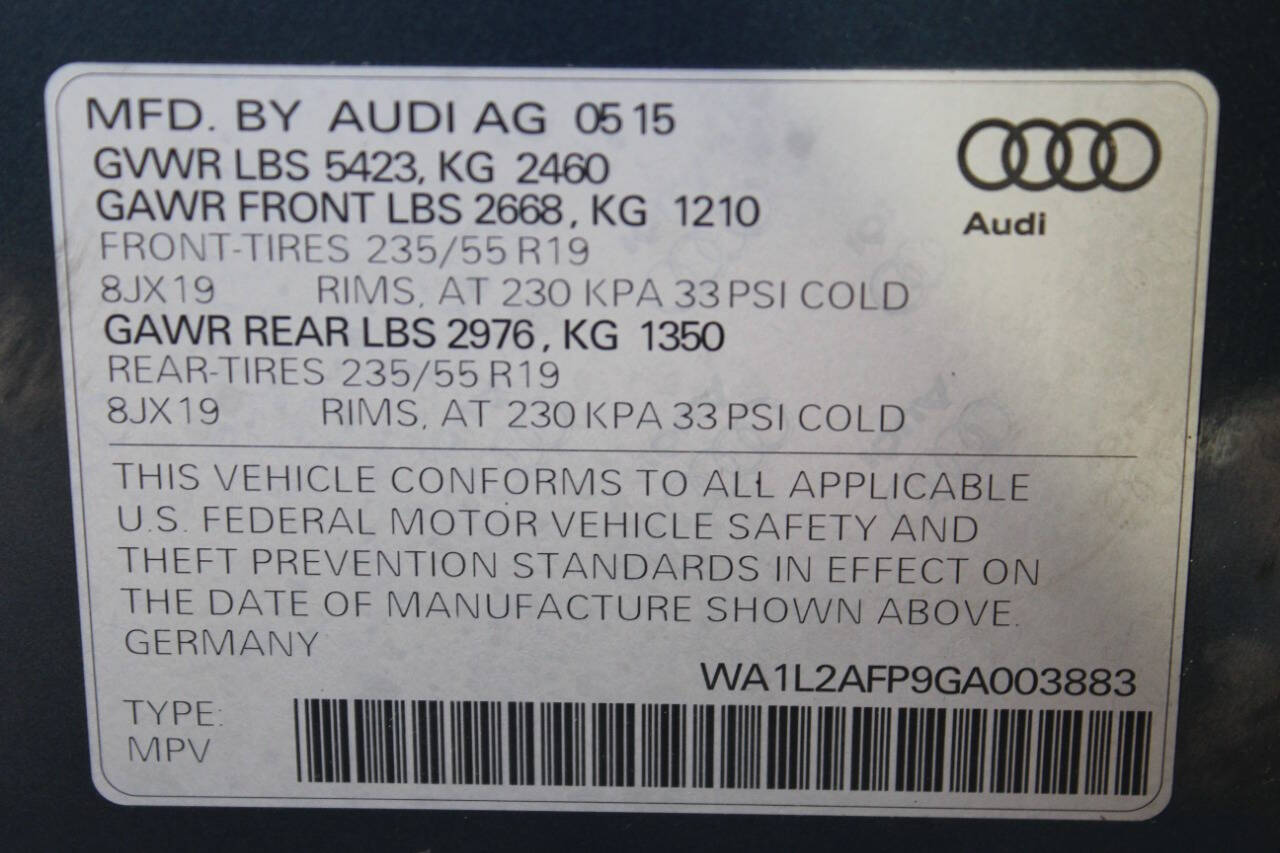 MFD. BY AUDI AG 05 15
GVWR LBS 5423, KG 2460
GAWR FRONT LBS 2668, KG 1210
FRONT-TIRES 235/55 R19
8JX19 RIMS, AT 230 KPA 33 PSI COLD
GAWR REAR LBS 2976, KG 1350
REAR-TIRES 235/55 R19
8JX19 RIMS, AT 230 KPA 33 PSI COLD
Audi
THIS VEHICLE CONFORMS TO ALL APPLICABLE
U.S. FEDERAL MOTOR VEHICLE SAFETY AND
THEFT PREVENTION STANDARDS IN EFFECT ON
THE DATE OF MANUFACTURE SHOWN ABOVE.
GERMANY
WA1L2AFP9GA003883
TYPE:
MPV